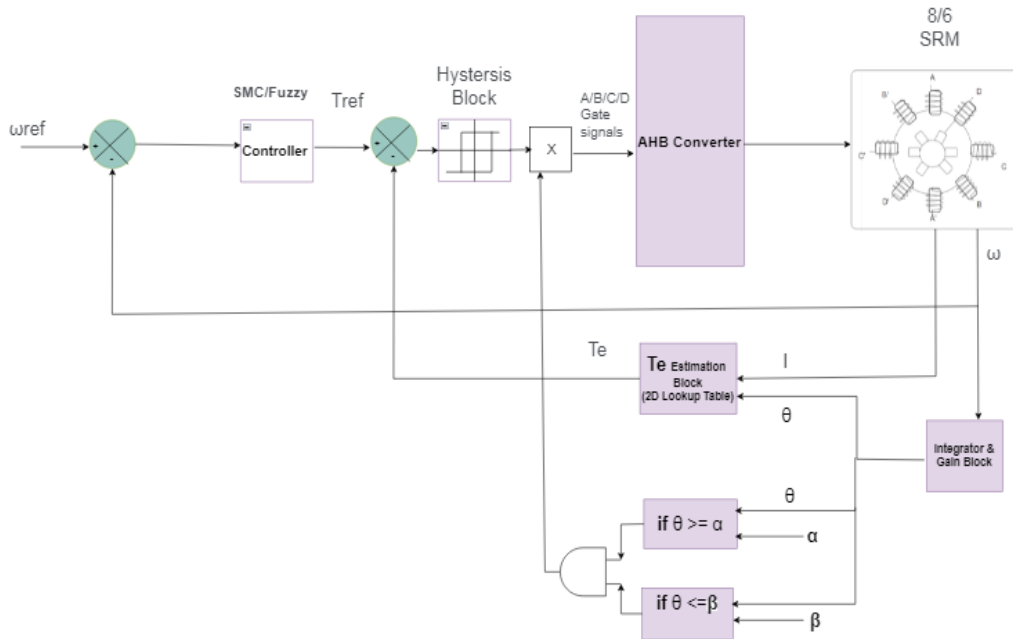 8/6
SRM
Hystersis
Block
SMC/Fuzzy
Tref
A/B/C/D
Gate
signals
ωref
+
-
Controller
+
-
X
AHB Converter
A
B'
D
C'
C
D'
B
A'
ω
Te
Te Estimation
Block
(2D Lookup Table)
I
θ
Integrator &
Gain Block
if θ >= α
θ
α
if θ <=β
β